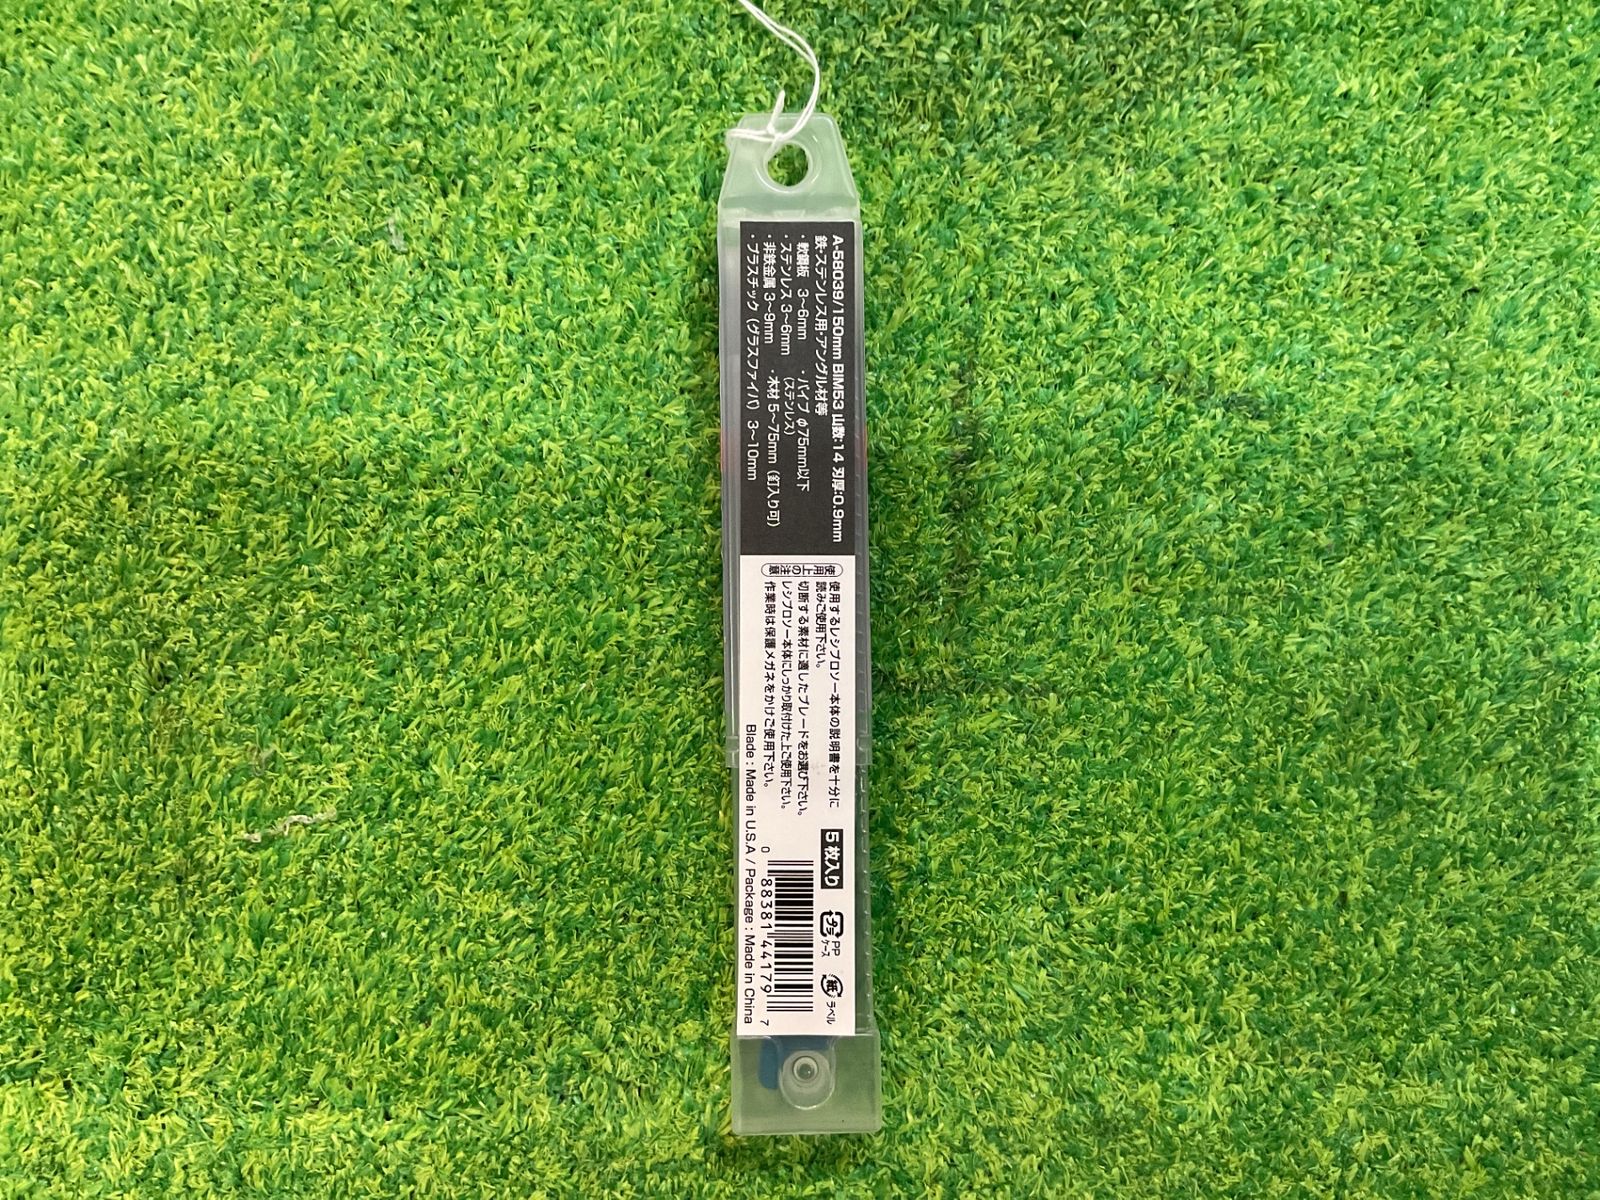 A-58039/150mm BIM53 山数:14 刃厚:0.9mm
鉄・ステンレス用・アングル材等
・軟鋼板 3～6mm ・パイプ φ75mm以下
・ステンレス 3～6mm (ステンレス)
・非鉄金属 3～9mm ・木材 5～75mm (釘入り可)
・プラスチック (グラスファイバ) 3～10mm
使用上の注意
使用するレシプロソー本体の説明書を十分に
読みご使用下さい。
切断する素材に適したブレードをお選び下さい。
レシプロソー本体にしっかり取付けた上ご使用下さい。
作業時は保護メガネをかけご使用下さい。
Blade : Made in U.S.A / Package : Made in China
5枚入り
プラ
PP
ケース
紙
ラベル
0 88381 44179 7